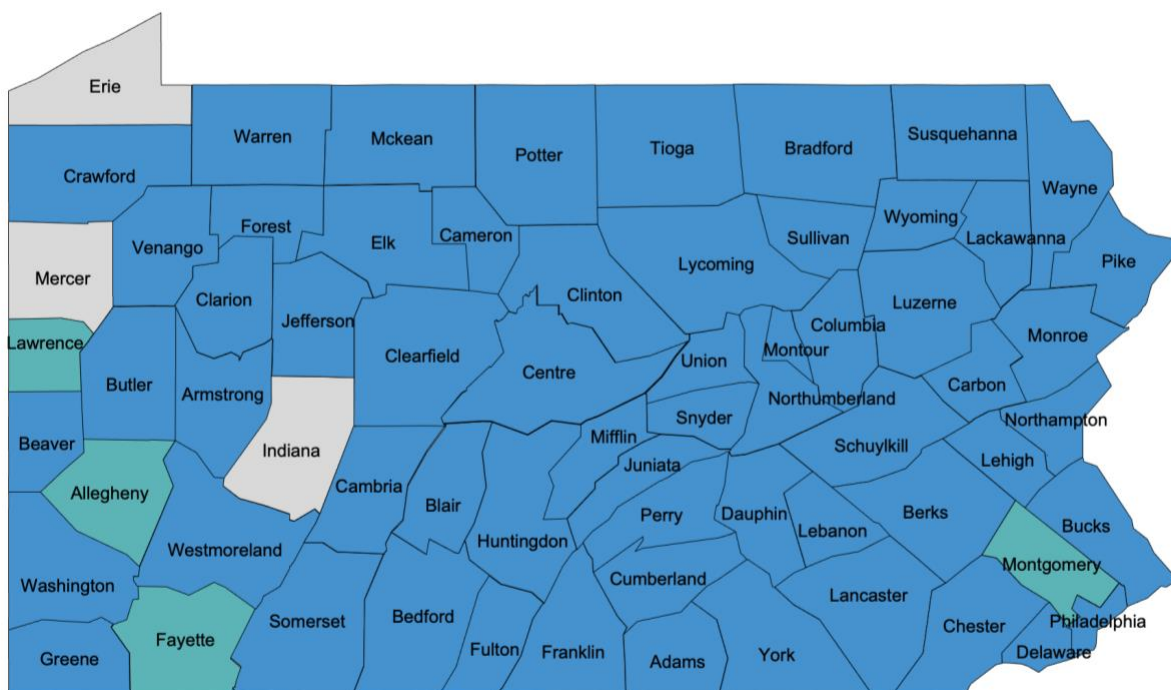 Erie
Warren
Mckean
Potter
Tioga
Bradford
Susquehanna
Crawford
Wayne
Forest
Venango
Elk
Cameron
Wyoming
Sullivan
Lackawanna
Lycoming
Pike
Mercer
Clarion
Clinton
Luzerne
Jefferson
Columbia
Monroe
Lawrence
Clearfield
Montour
Union
Centre
Butler
Armstrong
Carbon
Northumberland
Snyder
Northampton
Beaver
Mifflin
Schuylkill
Indiana
Juniata
Lehigh
Allegheny
Cambria
Blair
Perry
Dauphin
Berks
Bucks
Lebanon
Huntingdon
Westmoreland
Montgomery
Cumberland
Washington
Lancaster
Bedford
Somerset
Philadelphia
Chester
Fayette
Fulton
Franklin
Delaware
Greene
Adams
York